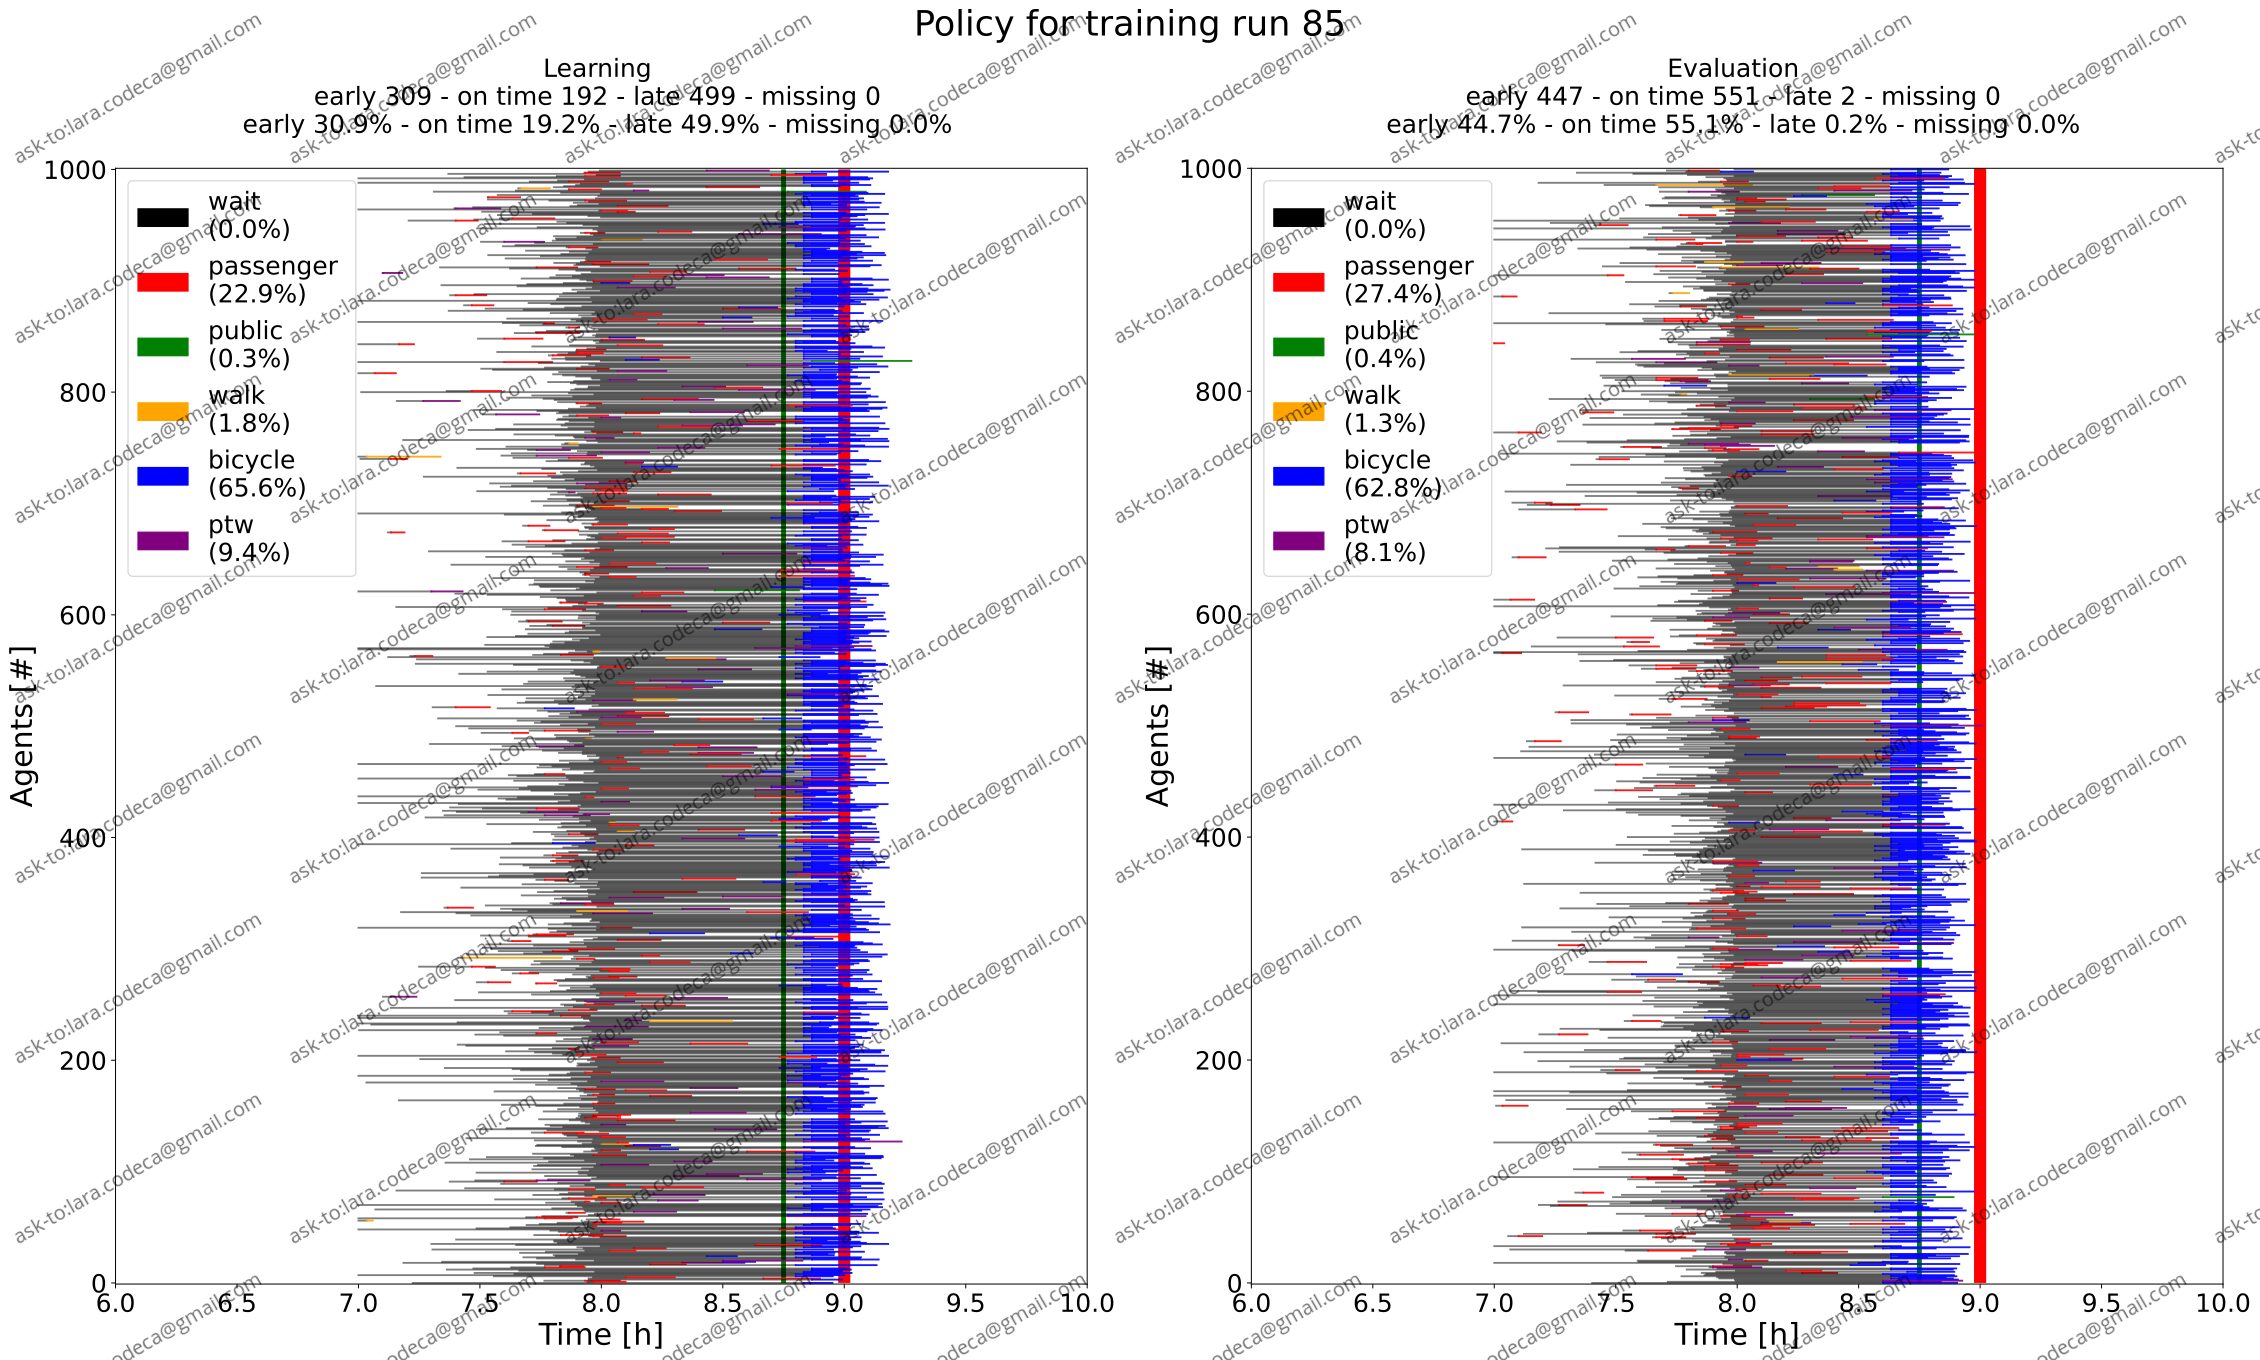 Policy for training run 85
Learning
early 309 - on time 192 - late 499 - missing 0
early 30.9% - on time 19.2% - late 49.9% - missing 0.0%
1000
800
600
400
200
0
Agents [#]
wait
(0.0%)
passenger
(22.9%)
public
(0.3%)
walk
(1.8%)
bicycle
(65.6%)
ptw
(9.4%)
6.0 6.5 7.0 7.5 8.0 8.5 9.0 9.5 10.0
Time [h]
Evaluation
early 447 - on time 551 - late 2 - missing 0
early 44.7% - on time 55.1% - late 0.2% - missing 0.0%
1000
800
600
400
200
0
Agents [#]
wait
(0.0%)
passenger
(27.4%)
public
(0.4%)
walk
(1.3%)
bicycle
(62.8%)
ptw
(8.1%)
6.0 6.5 7.0 7.5 8.0 8.5 9.0 9.5 10.0
Time [h]
ask-to:lara.codeca@gmail.com